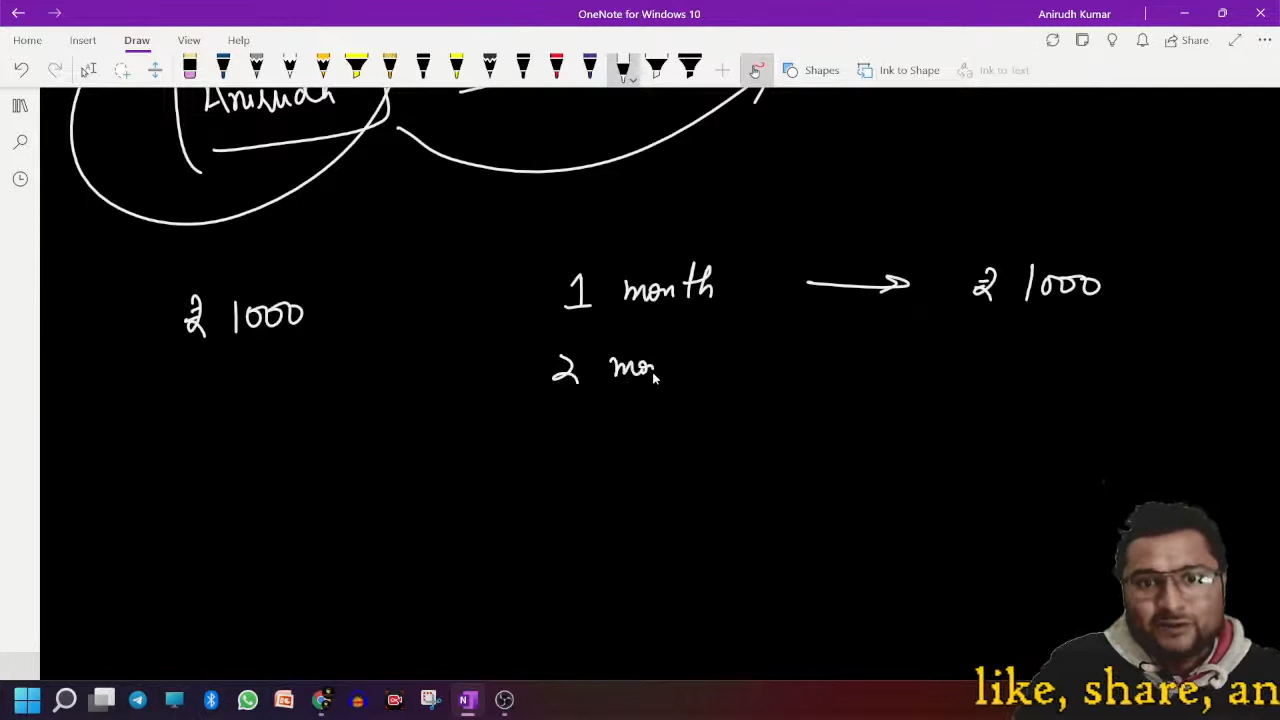 OneNote for Windows 10
Anirudh Kumar
Home Insert Draw View Help
Share
Shapes Ink to Shape Ink to Text
Anirudh
₹ 1000 1 month → ₹ 1000
2 mo
like, share, an